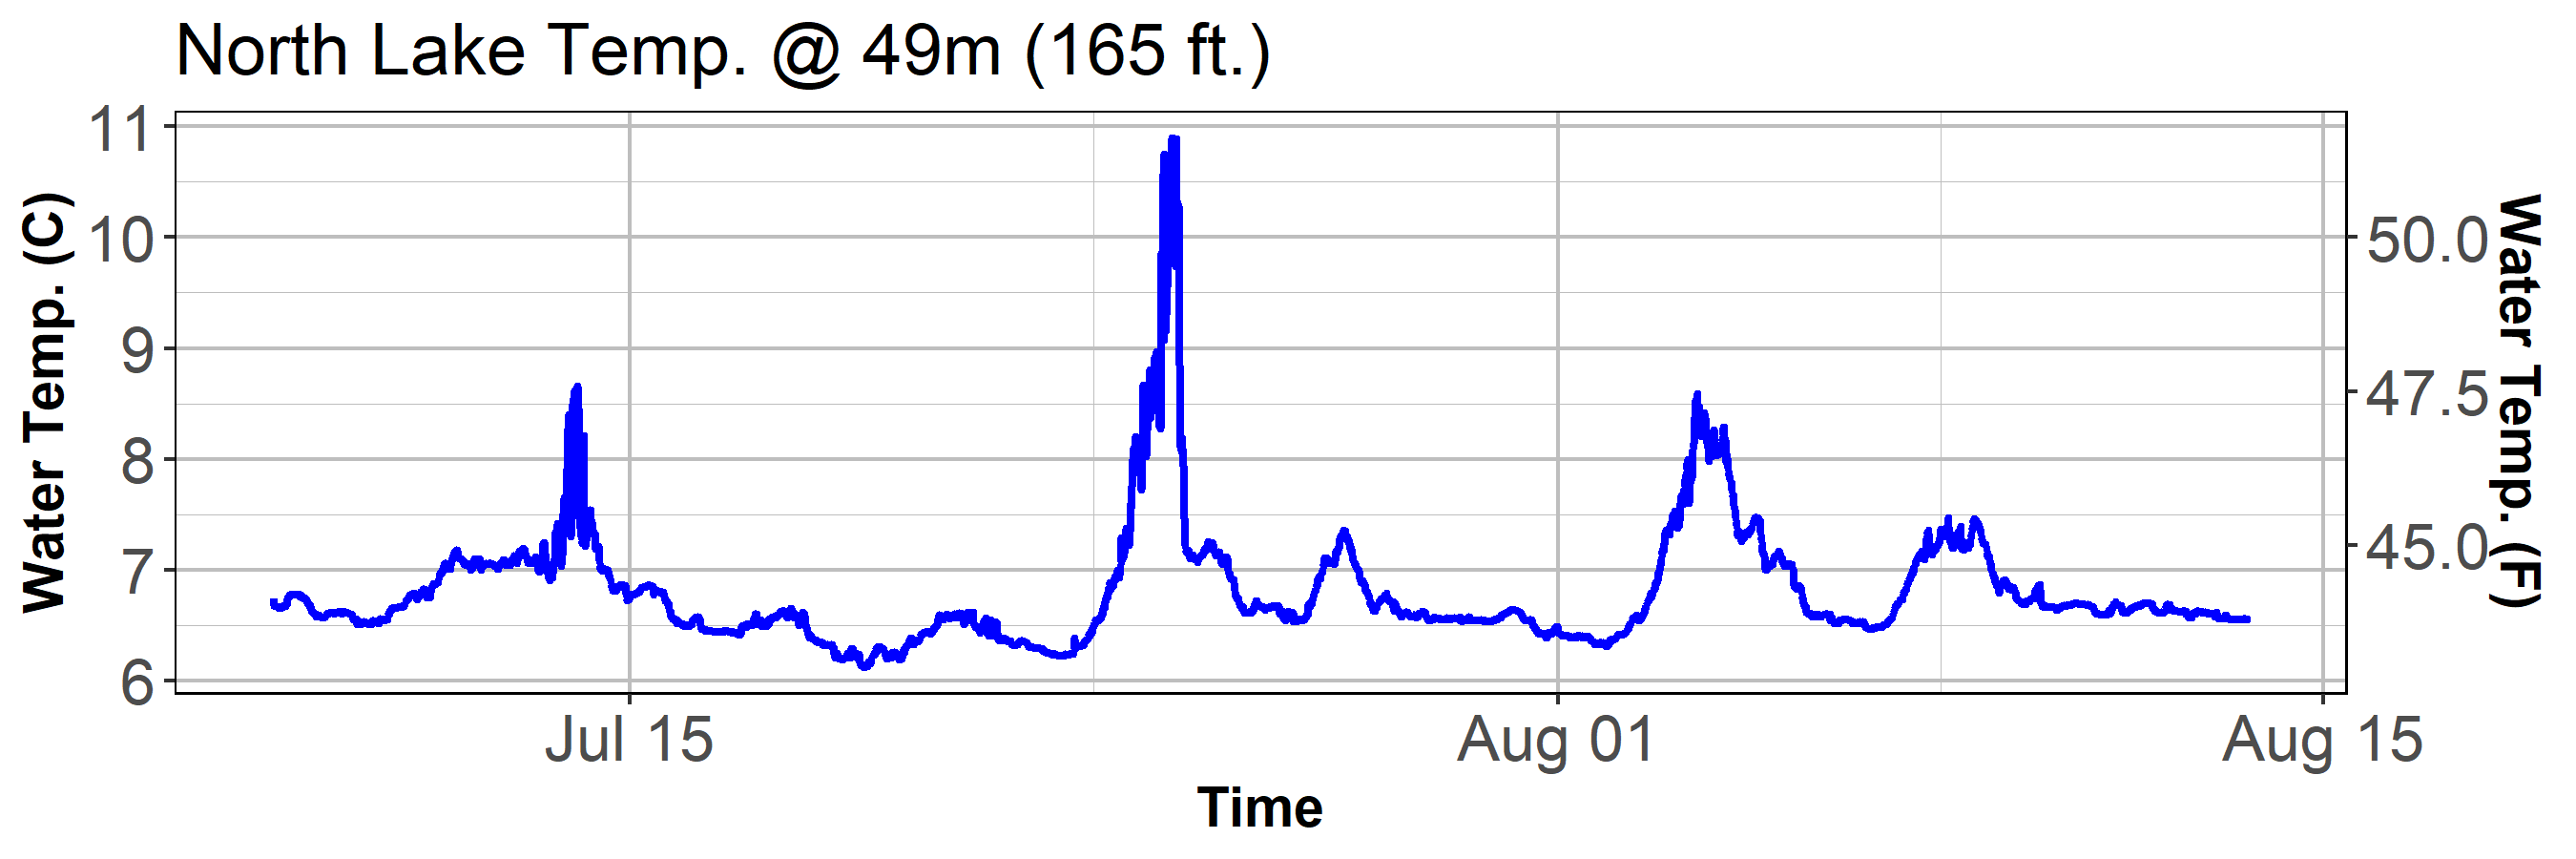 North Lake Temp. @ 49m (165 ft.)
Water Temp. (C)
11
10
9
8
7
6
50.0
47.5
45.0
Water Temp. (F)
Jul 15
Aug 01
Aug 15
Time